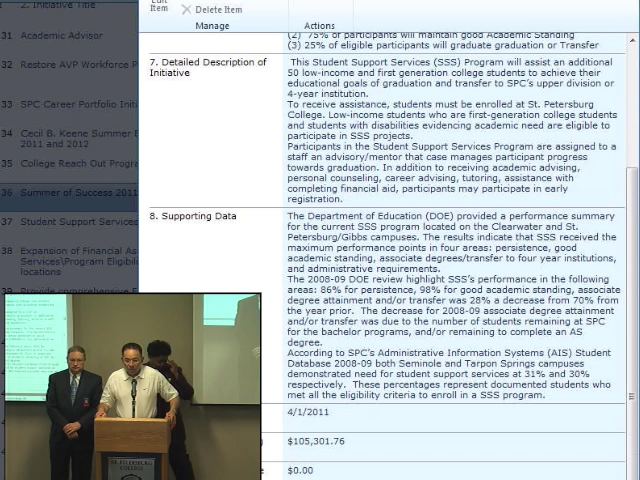 Edit
Item
Delete Item
Manage
Actions
2. Initiative Title
31 Academic Advisor
32 Restore AVP Workforce P
33 SPC Career Portfolio Initi
34 Cecil B. Keene Summer E
2011 and 2012
35 College Reach Out Progra
36 Summer of Success 2011
37 Student Support Services
38 Expansion of Financial As
Services\Program Eligibili
locations
39 Provide comprehensive F
(2) 75% of participants will maintain good Academic Standing
(3) 25% of eligible participants will graduate graduation or Transfer
7. Detailed Description of
Initiative
This Student Support Services (SSS) Program will assist an additional
50 low-income and first generation college students to achieve their
educational goals of graduation and transfer to SPC's upper division or
4-year institution.
To receive assistance, students must be enrolled at St. Petersburg
College. Low-income students who are first-generation college students
and students with disabilities evidencing academic need are eligible to
participate in SSS projects.
Participants in the Student Support Services Program are assigned to a
staff an advisory/mentor that case manages participant progress
towards graduation. In addition to receiving academic advising,
personal counseling, career advising, tutoring, assistance with
completing financial aid, participants may participate in early
registration.
8. Supporting Data
The Department of Education (DOE) provided a performance summary
for the current SSS program located on the Clearwater and St.
Petersburg/Gibbs campuses. The results indicate that SSS received the
maximum performance points in four areas: persistence, good
academic standing, associate degrees/transfer to four year institutions,
and administrative requirements.
The 2008-09 DOE review highlight SSS's performance in the following
areas: 86% for persistence, 98% for good academic standing, associate
degree attainment and/or transfer was 28% a decrease from 70% from
the year prior. The decrease for 2008-09 associate degree attainment
and/or transfer was due to the number of students remaining at SPC
for the bachelor programs, and/or remaining to complete an AS
degree.
According to SPC's Administrative Information Systems (AIS) Student
Database 2008-09 both Seminole and Tarpon Springs campuses
demonstrated need for student support services at 31% and 30%
respectively. These percentages represent documented students who
met all the eligibility criteria to enroll in a SSS program.
4/1/2011
$105,301.76
$0.00
ST. PETERSBURG
COLLEGE